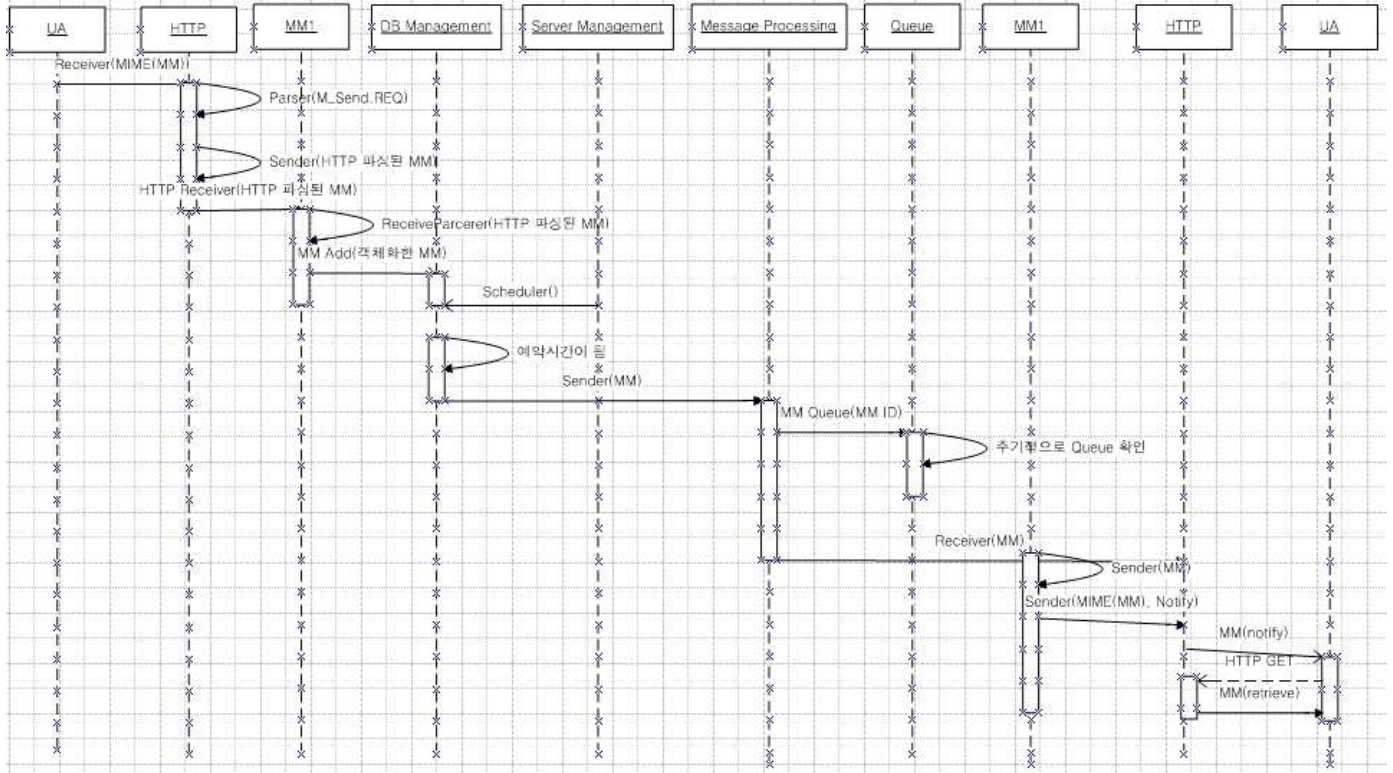 UA
HTTP
MM1
DB Management
Server Management
Message Processing
Queue
MM1
HTTP
UA
Receiver(MIME(MM))
Parser(M_Send.REQ)
Sender(HTTP 파싱된 MM)
HTTP Receiver(HTTP 파싱된 MM)
ReceiveParcerer(HTTP 파싱된 MM)
MM Add(객체화한 MM)
Scheduler()
예약시간이 됨
Sender(MM)
MM Queue(MM ID)
주기적으로 Queue 확인
Receiver(MM)
Sender(MM)
Sender(MIME(MM), Notify)
MM(notify)
HTTP GET
MM(retrieve)